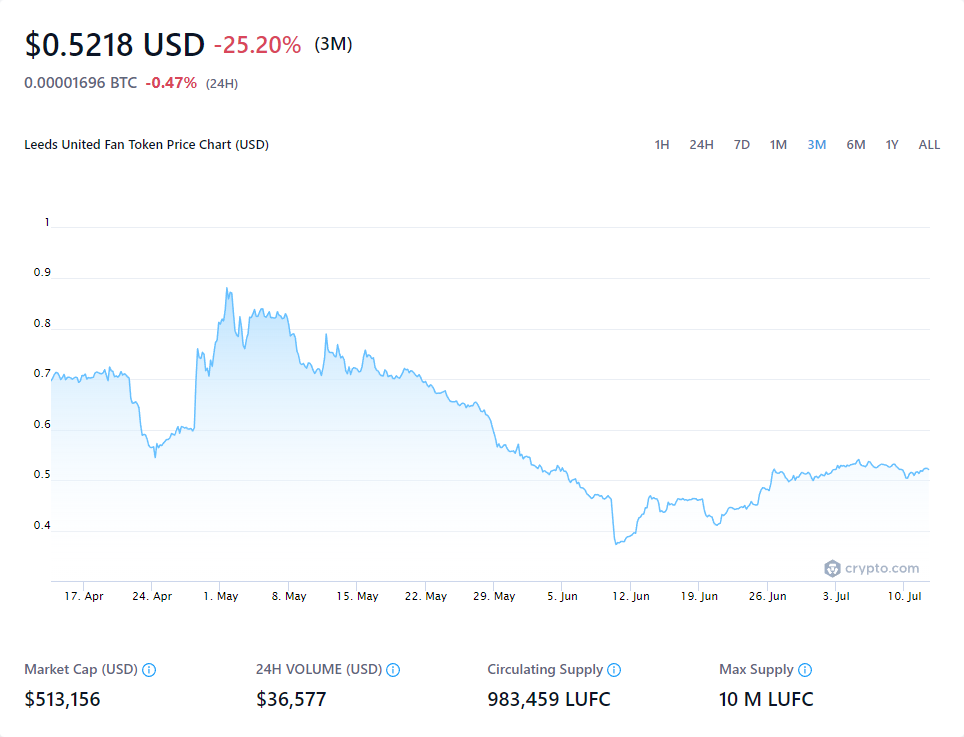 $0.5218 USD -25.20% (3M)
0.00001696 BTC -0.47% (24H)
Leeds United Fan Token Price Chart (USD) 1H 24H 7D 1M 3M 6M 1Y ALL
1
0.9
0.8
0.7
0.6
0.5
0.4
crypto.com
17. Apr 24. Apr 1. May 8. May 15. May 22. May 29. May 5. Jun 12. Jun 19. Jun 26. Jun 3. Jul 10. Jul
Market Cap (USD) 24H VOLUME (USD) Circulating Supply Max Supply
$513,156 $36,577 983,459 LUFC 10 M LUFC